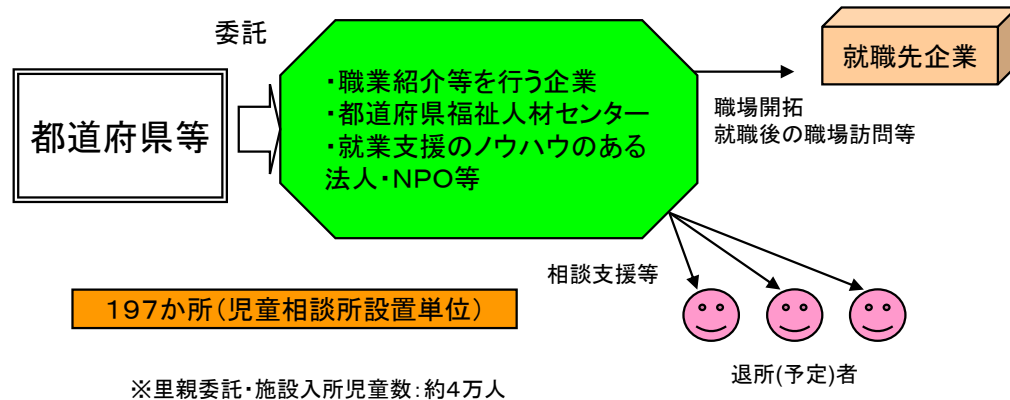 委託
都道府県等
・職業紹介等を行う企業
・都道府県福祉人材センター
・就業支援のノウハウのある
法人・NPO等
就職先企業
職場開拓
就職後の職場訪問等
相談支援等
197か所(児童相談所設置単位)
退所(予定)者
※里親委託・施設入所児童数:約4万人